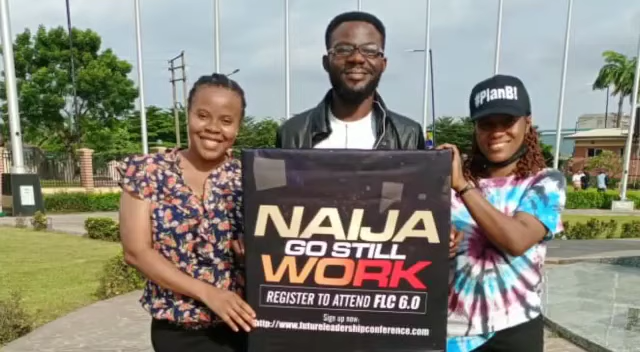 #PlanB!
NAIJA
GO STILL
WORK
REGISTER TO ATTEND FLC 6.0
Sign up now:
http://www.futureleadershipconference.com